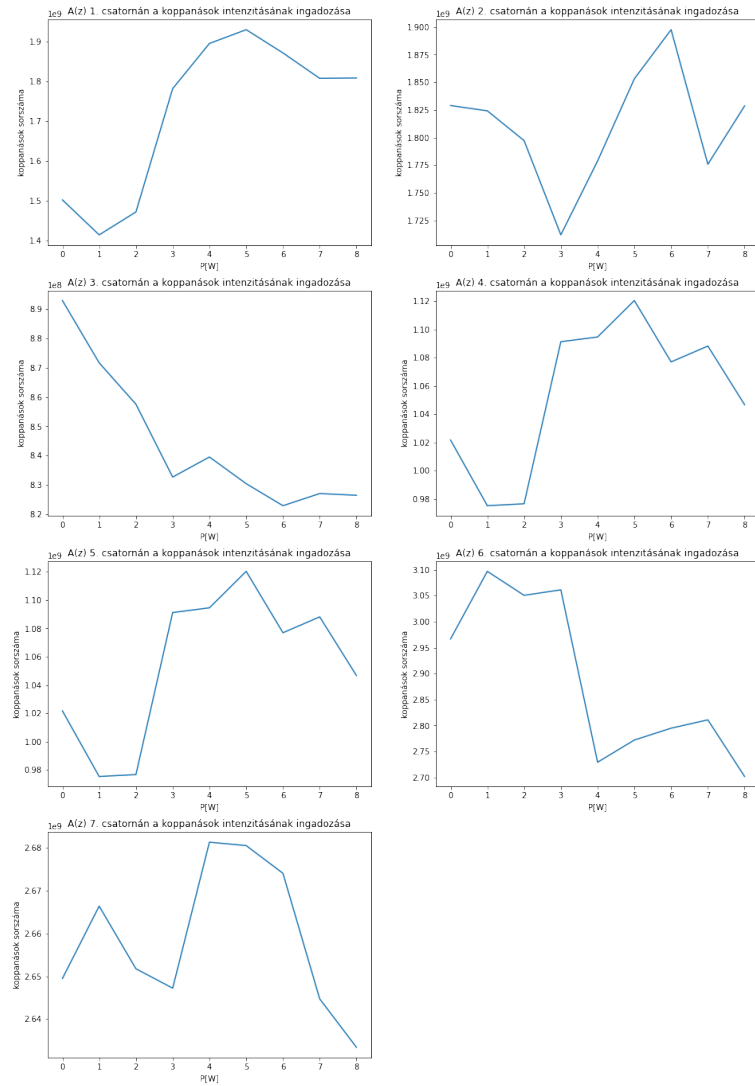 A(z) 1. csatornán a koppanások intenzitásának ingadozása
1e9
koppanások sorszáma
1.9
1.8
1.7
1.6
1.5
1.4
0 1 2 3 4 5 6 7 8
P[W]
A(z) 2. csatornán a koppanások intenzitásának ingadozása
1e9
koppanások sorszáma
1.900
1.875
1.850
1.825
1.800
1.775
1.750
1.725
0 1 2 3 4 5 6 7 8
P[W]
A(z) 3. csatornán a koppanások intenzitásának ingadozása
1e8
koppanások sorszáma
8.9
8.8
8.7
8.6
8.5
8.4
8.3
8.2
0 1 2 3 4 5 6 7 8
P[W]
A(z) 4. csatornán a koppanások intenzitásának ingadozása
1e9
koppanások sorszáma
1.12
1.10
1.08
1.06
1.04
1.02
1.00
0.98
0 1 2 3 4 5 6 7 8
P[W]
A(z) 5. csatornán a koppanások intenzitásának ingadozása
1e9
koppanások sorszáma
1.12
1.10
1.08
1.06
1.04
1.02
1.00
0.98
0 1 2 3 4 5 6 7 8
P[W]
A(z) 6. csatornán a koppanások intenzitásának ingadozása
1e9
koppanások sorszáma
3.10
3.05
3.00
2.95
2.90
2.85
2.80
2.75
2.70
0 1 2 3 4 5 6 7 8
P[W]
A(z) 7. csatornán a koppanások intenzitásának ingadozása
1e9
koppanások sorszáma
2.68
2.67
2.66
2.65
2.64
0 1 2 3 4 5 6 7 8
P[W]